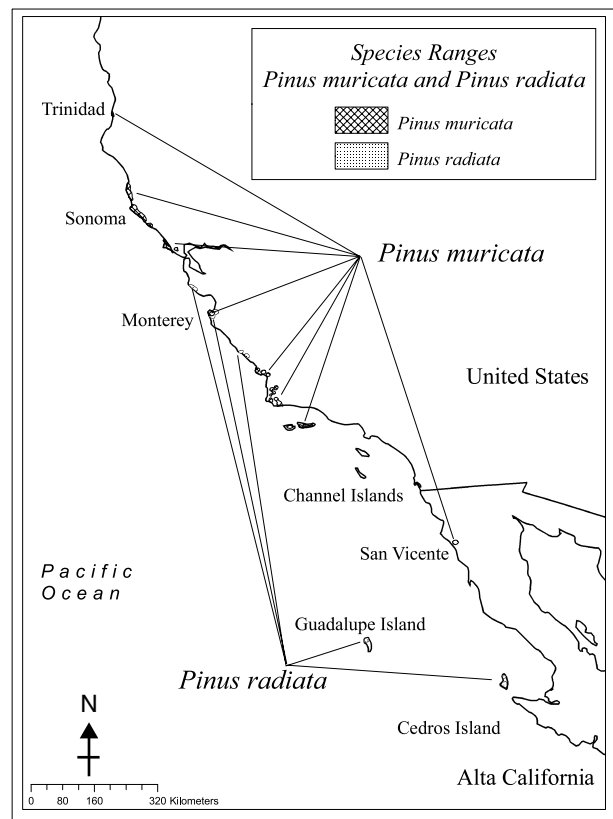 Species Ranges
Pinus muricata and Pinus radiata
Pinus muricata
Pinus radiata
Trinidad
Sonoma
Pinus muricata
Monterey
United States
Channel Islands
San Vicente
Pacific
Ocean
Guadalupe Island
Pinus radiata
N
Cedros Island
Alta California
0 80 160 320 Kilometers